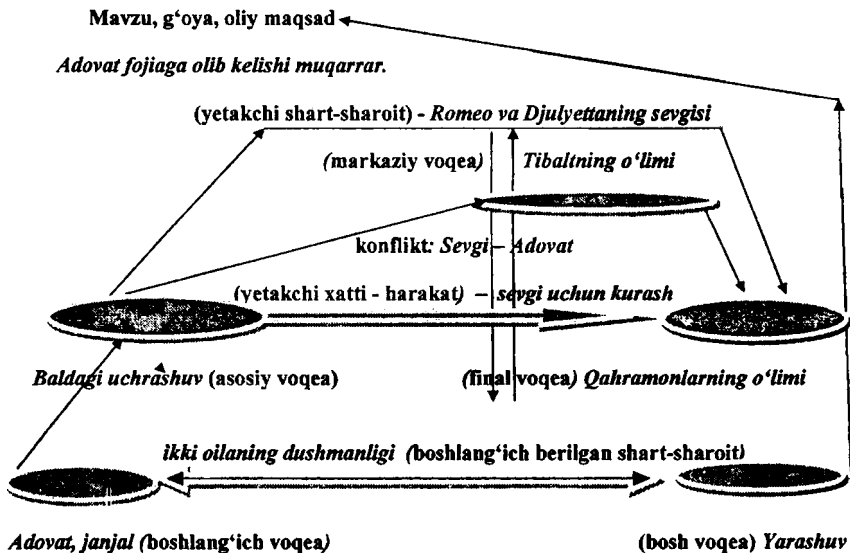 Mavzu, g‘oya, oliy maqsad
Adovat fojiaga olib kelishi muqarrar.
(yetakchi shart-sharoit) - Romeo va Djulyettaning sevgisi
(markaziy voqea) Tibaltning o‘limi
konflikt: Sevgi – Adovat
(yetakchi xatti - harakat) – sevgi uchun kurash
Baldagi uchrashuv (asosiy voqea) (final voqea) Qahramonlarning o‘limi
ikki oilaning dushmanligi (boshlang‘ich berilgan shart-sharoit)
Adovat, janjal (boshlang‘ich voqea) (bosh voqea) Yarashuv